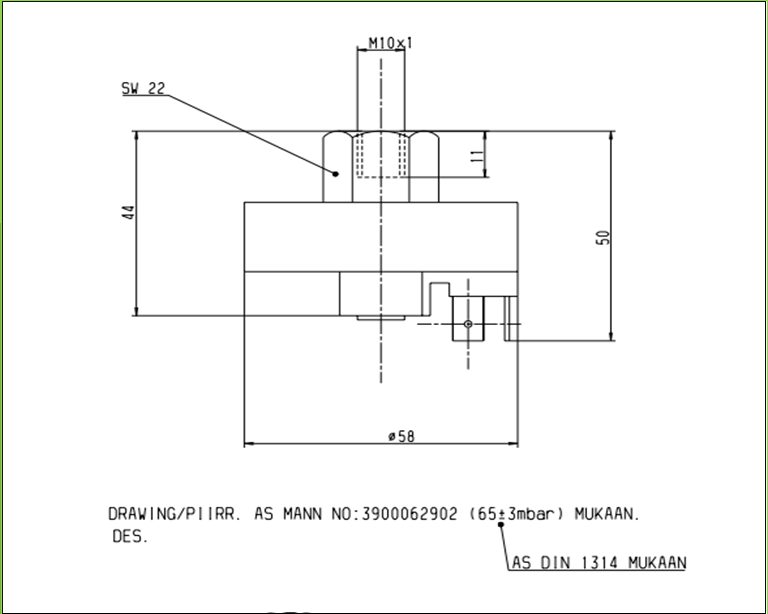 M10x1
SW 22
11
44
50
ø58
DRAWING/PIIRR. AS MANN NO:3900062902 (65±3mbar) MUKAAN.
DES.
AS DIN 1314 MUKAAN